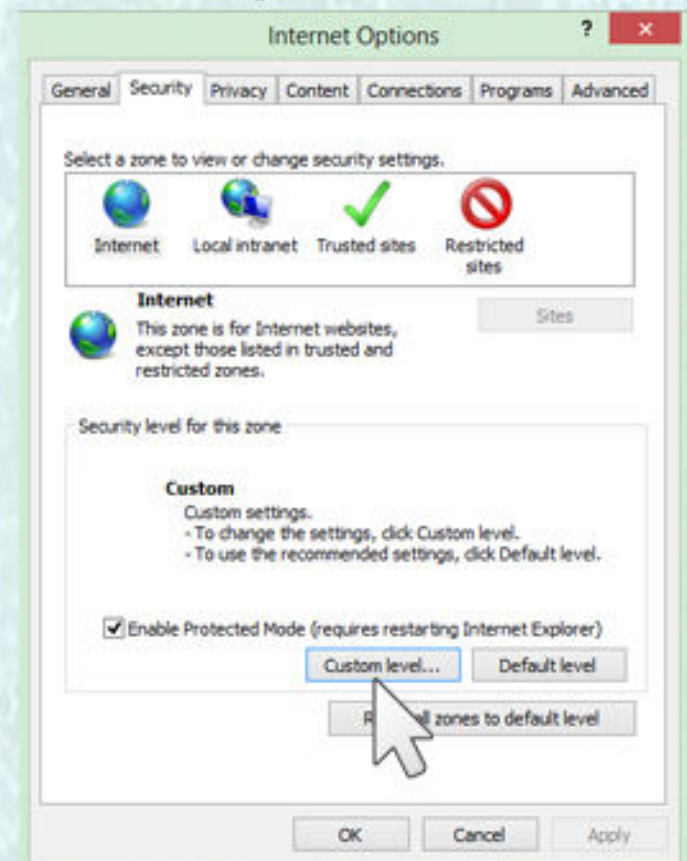 Internet Options
?
General Security Privacy Content Connections Programs Advanced
Select a zone to view or change security settings.
Internet Local intranet Trusted sites Restricted
sites
Internet
Sites
This zone is for Internet websites,
except those listed in trusted and
restricted zones.
Security level for this zone
Custom
Custom settings.
- To change the settings, click Custom level.
- To use the recommended settings, click Default level.
Enable Protected Mode (requires restarting Internet Explorer)
Custom level... Default level
all zones to default level
OK Cancel Apply